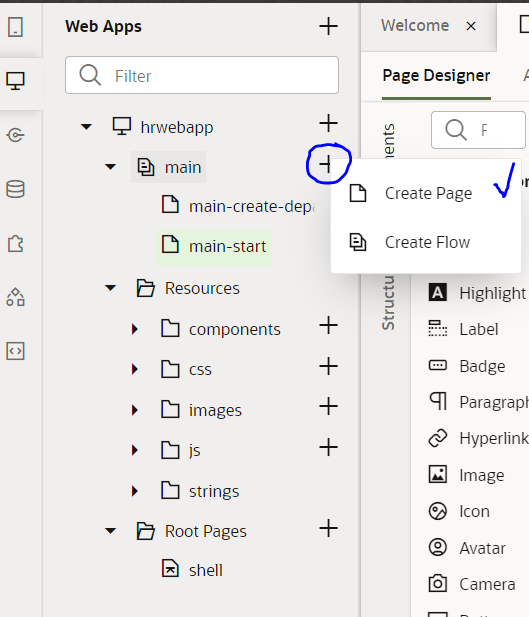 Web Apps
Welcome
Filter
Page Designer
hrwebapp
main
Create Page
main-create-depa
main-start
Create Flow
Resources
Highlight
components
Label
css
Badge
images
Paragraph
js
Hyperlink
strings
Image
Icon
Root Pages
Avatar
shell
Camera